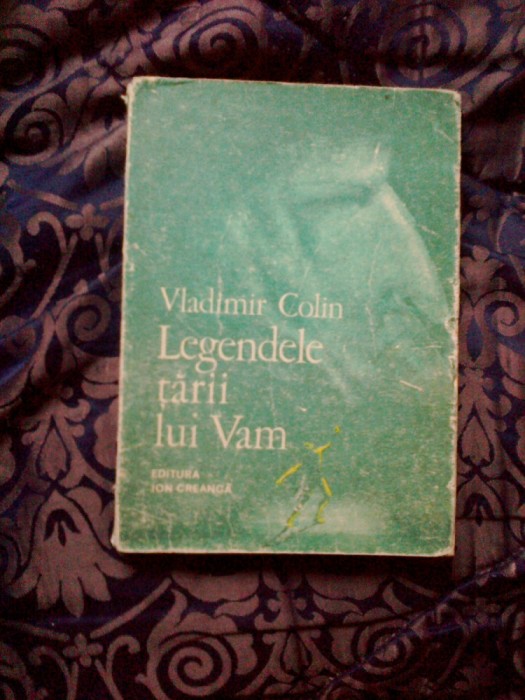 Vladimir Colin
Legendele
țării
lui Vam
EDITURA
ION CREANGĂ